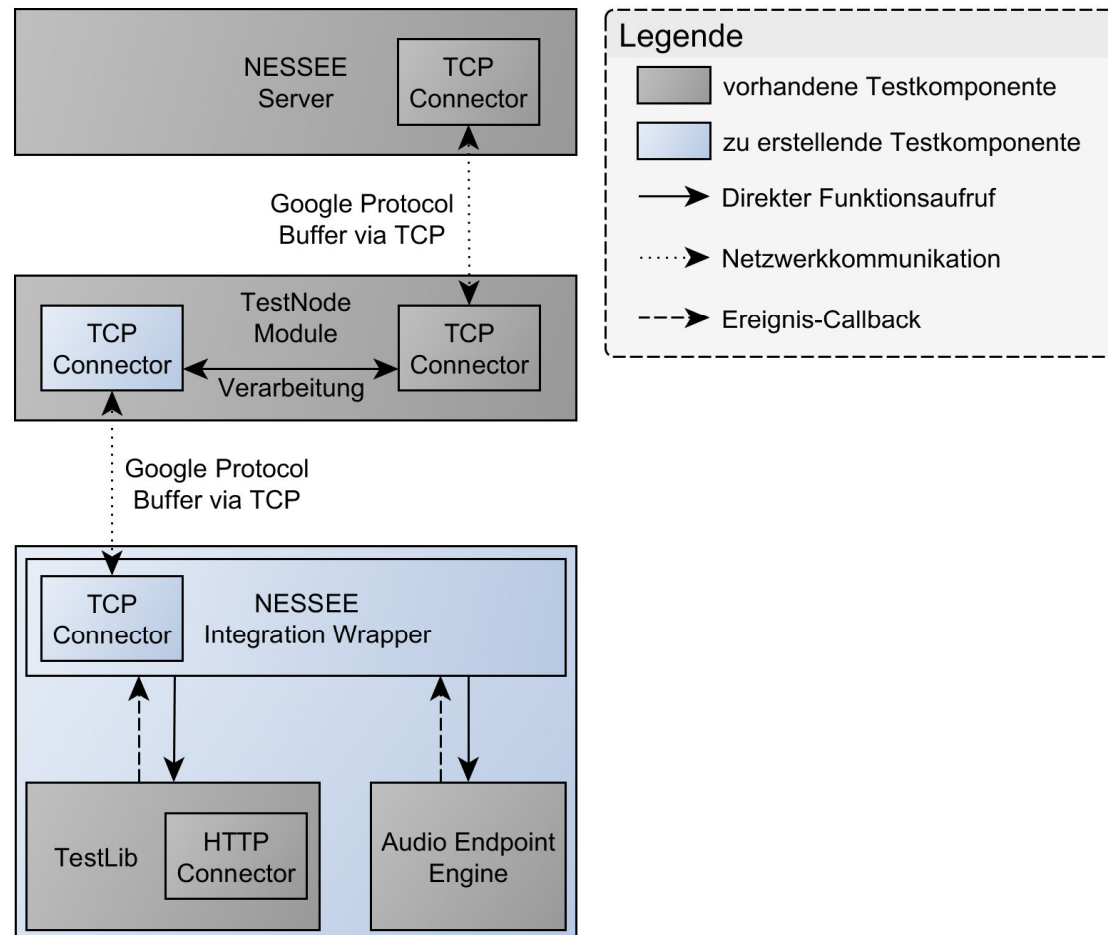 NESSEE
Server
TCP
Connector
Google Protocol
Buffer via TCP
TCP
Connector
TestNode
Module
Verarbeitung
TCP
Connector
Google Protocol
Buffer via TCP
TCP
Connector
NESSEE
Integration Wrapper
TestLib
HTTP
Connector
Audio Endpoint
Engine
Legende
vorhandene Testkomponente
zu erstellende Testkomponente
Direkter Funktionsaufruf
Netzwerkkommunikation
Ereignis-Callback